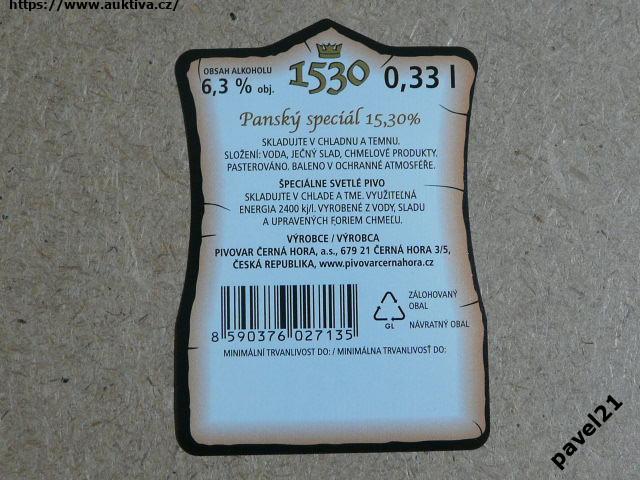 https://www.auktiva.cz/
OBSAH ALKOHOLU
6,3 % obj.
1530
0,33 l
Panský speciál 15,30%
SKLADUJTE V CHLADNU A TEMNU.
SLOŽENÍ: VODA, JEČNÝ SLAD, CHMELOVÉ PRODUKTY.
PASTEROVÁNO. BALENO V OCHRANNÉ ATMOSFÉŘE.
ŠPECIÁLNE SVETLÉ PIVO
SKLADUJTE V CHLADE A TME. VYUŽITEĽNÁ
ENERGIA 2400 kj/l. VYROBENÉ Z VODY, SLADU
A UPRAVENÝCH FORIEM CHMEĽU.
VÝROBCE / VÝROBCA
PIVOVAR ČERNÁ HORA, a.s., 679 21 ČERNÁ HORA 3/5,
ČESKÁ REPUBLIKA, www.pivovarcernahora.cz
8 590376 027135
GL
ZÁLOHOVANÝ
OBAL
NÁVRATNÝ OBAL
MINIMÁLNÍ TRVANLIVOST DO: / MINIMÁLNA TRVANLIVOSŤ DO:
pavel21